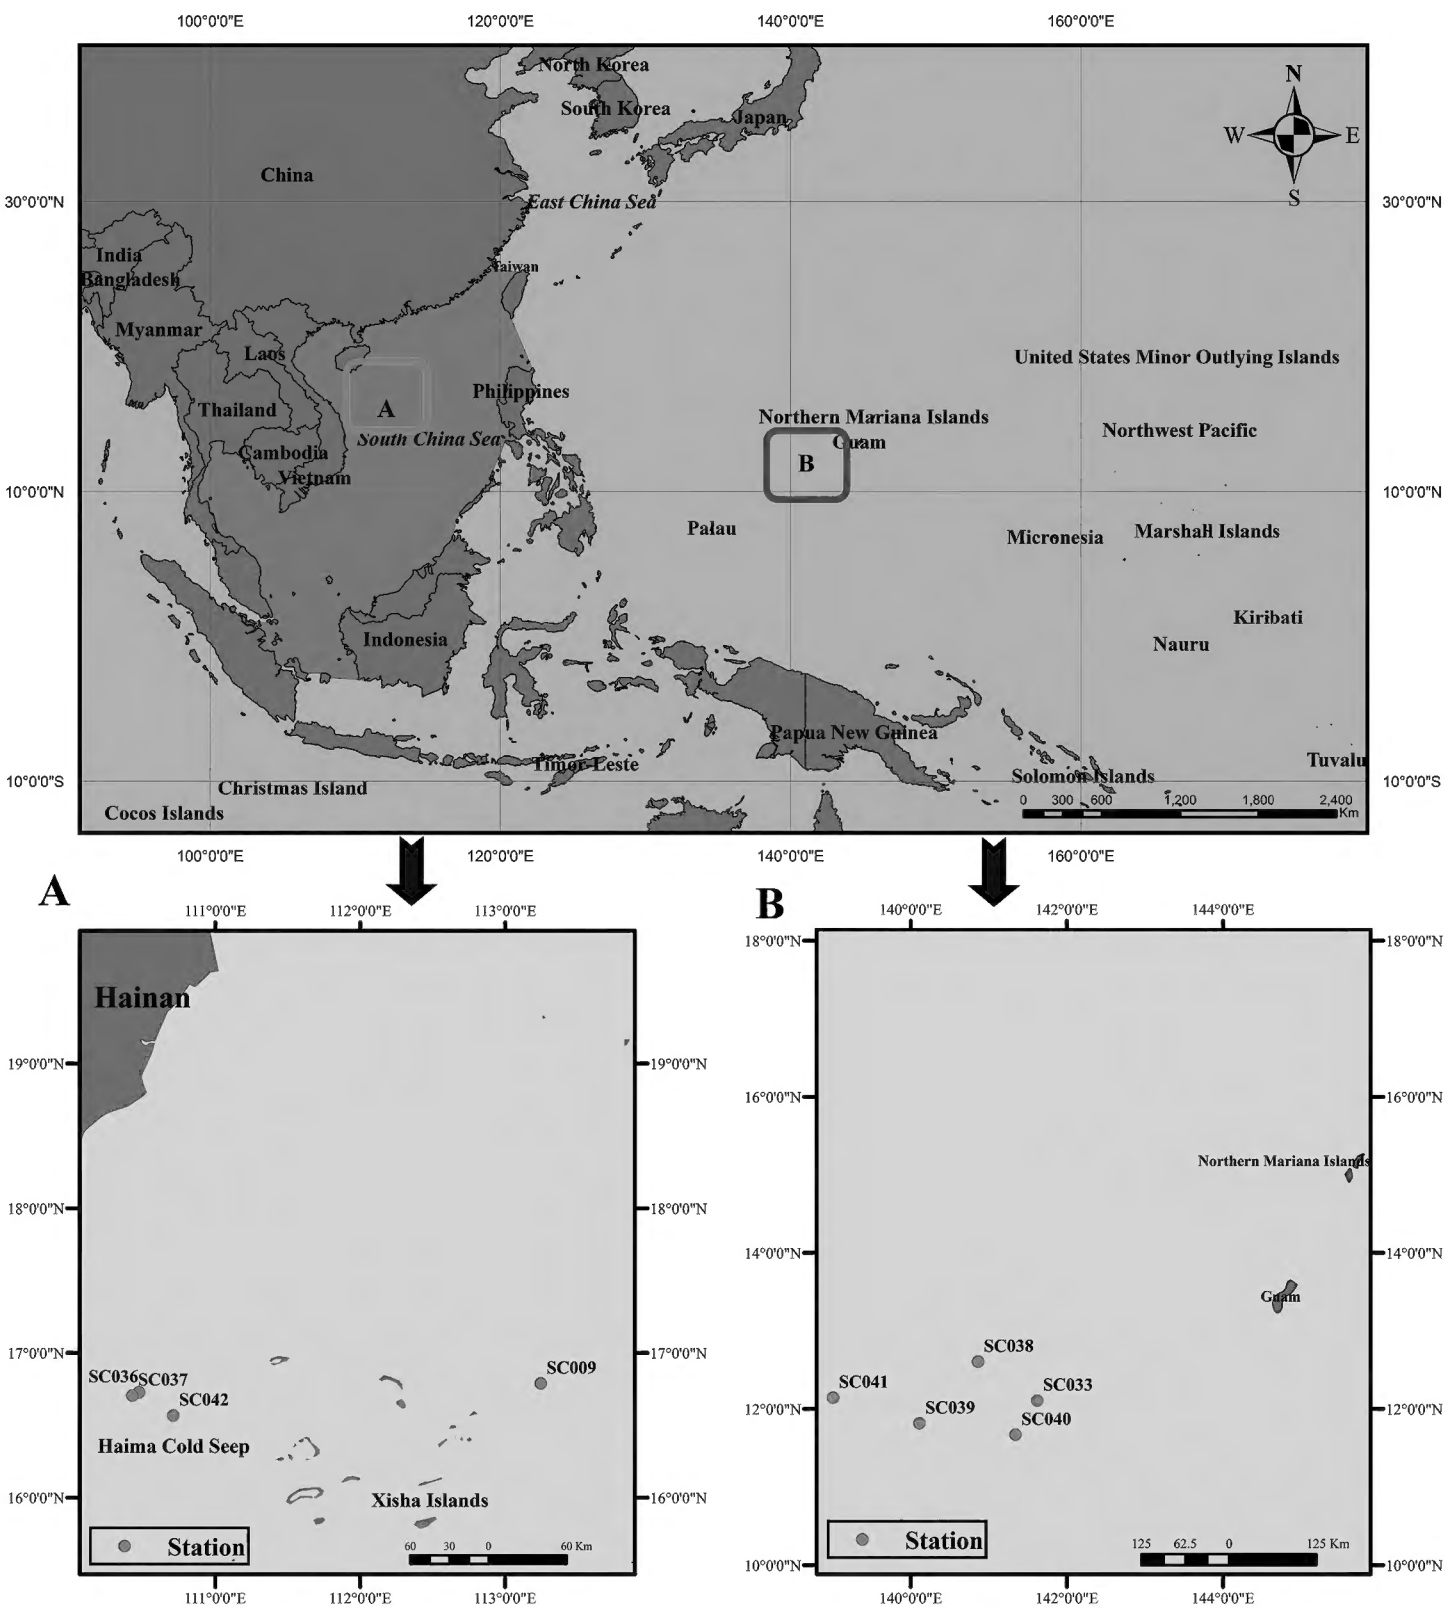 100°0'0"E 120°0'0"E 140°0'0"E 160°0'0"E
North Korea
South Korea
Japan
N
W E
S
China
30°0'0"N East China Sea 30°0'0"N
India
Bangladesh
Taiwan
Myanmar
Laos
United States Minor Outlying Islands
Philippines
Thailand
A
Northern Mariana Islands
Northwest Pacific
South China Sea
Guam
Cambodia
B
Vietnam
10°0'0"N 10°0'0"N
Palau
Micronesia
Marshall Islands
Kiribati
Indonesia
Nauru
Papua New Guinea
Timor-Leste
Tuvalu
Solomon Islands
10°0'0"S 10°0'0"S
Christmas Island
Cocos Islands
0 300 600 1,200 1,800 2,400
Km
100°0'0"E 120°0'0"E 140°0'0"E 160°0'0"E
A
111°0'0"E 112°0'0"E 113°0'0"E
Hainan
19°0'0"N 19°0'0"N
18°0'0"N 18°0'0"N
17°0'0"N 17°0'0"N
SC009
SC036 SC037
SC042
Haima Cold Seep
16°0'0"N Xisha Islands 16°0'0"N
Station
60 30 0 60 Km
111°0'0"E 112°0'0"E 113°0'0"E
B
140°0'0"E 142°0'0"E 144°0'0"E
18°0'0"N 18°0'0"N
16°0'0"N 16°0'0"N
Northern Mariana Islands
14°0'0"N 14°0'0"N
Guam
SC038
SC041
SC033
SC039
12°0'0"N 12°0'0"N
SC040
Station
125 62.5 0 125 Km
10°0'0"N 10°0'0"N
140°0'0"E 142°0'0"E 144°0'0"E